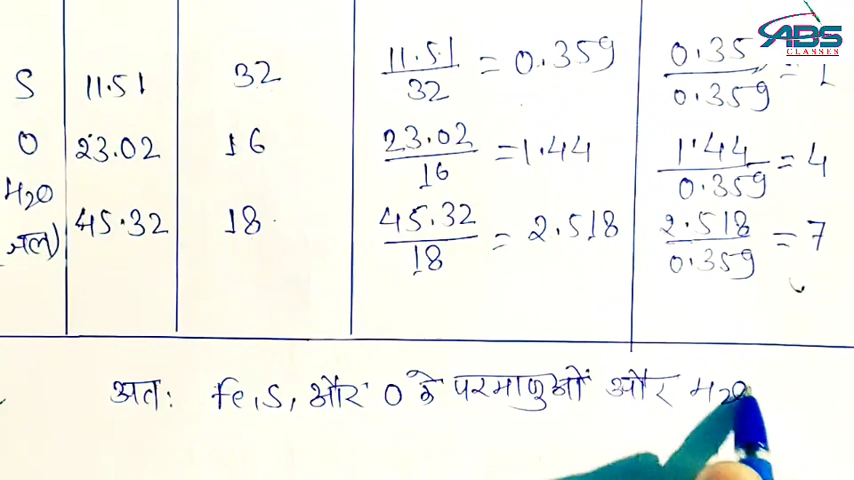 ABS
CLASSES
S 11.51 32 11.51/32 = 0.359 0.35/0.359 = 1
O 23.02 16 23.02/16 = 1.44 1.44/0.359 = 4
H2O
जल) 45.32 18 45.32/18 = 2.518 2.518/0.359 = 7
अतः Fe, S, और O के परमाणुओं और H2O